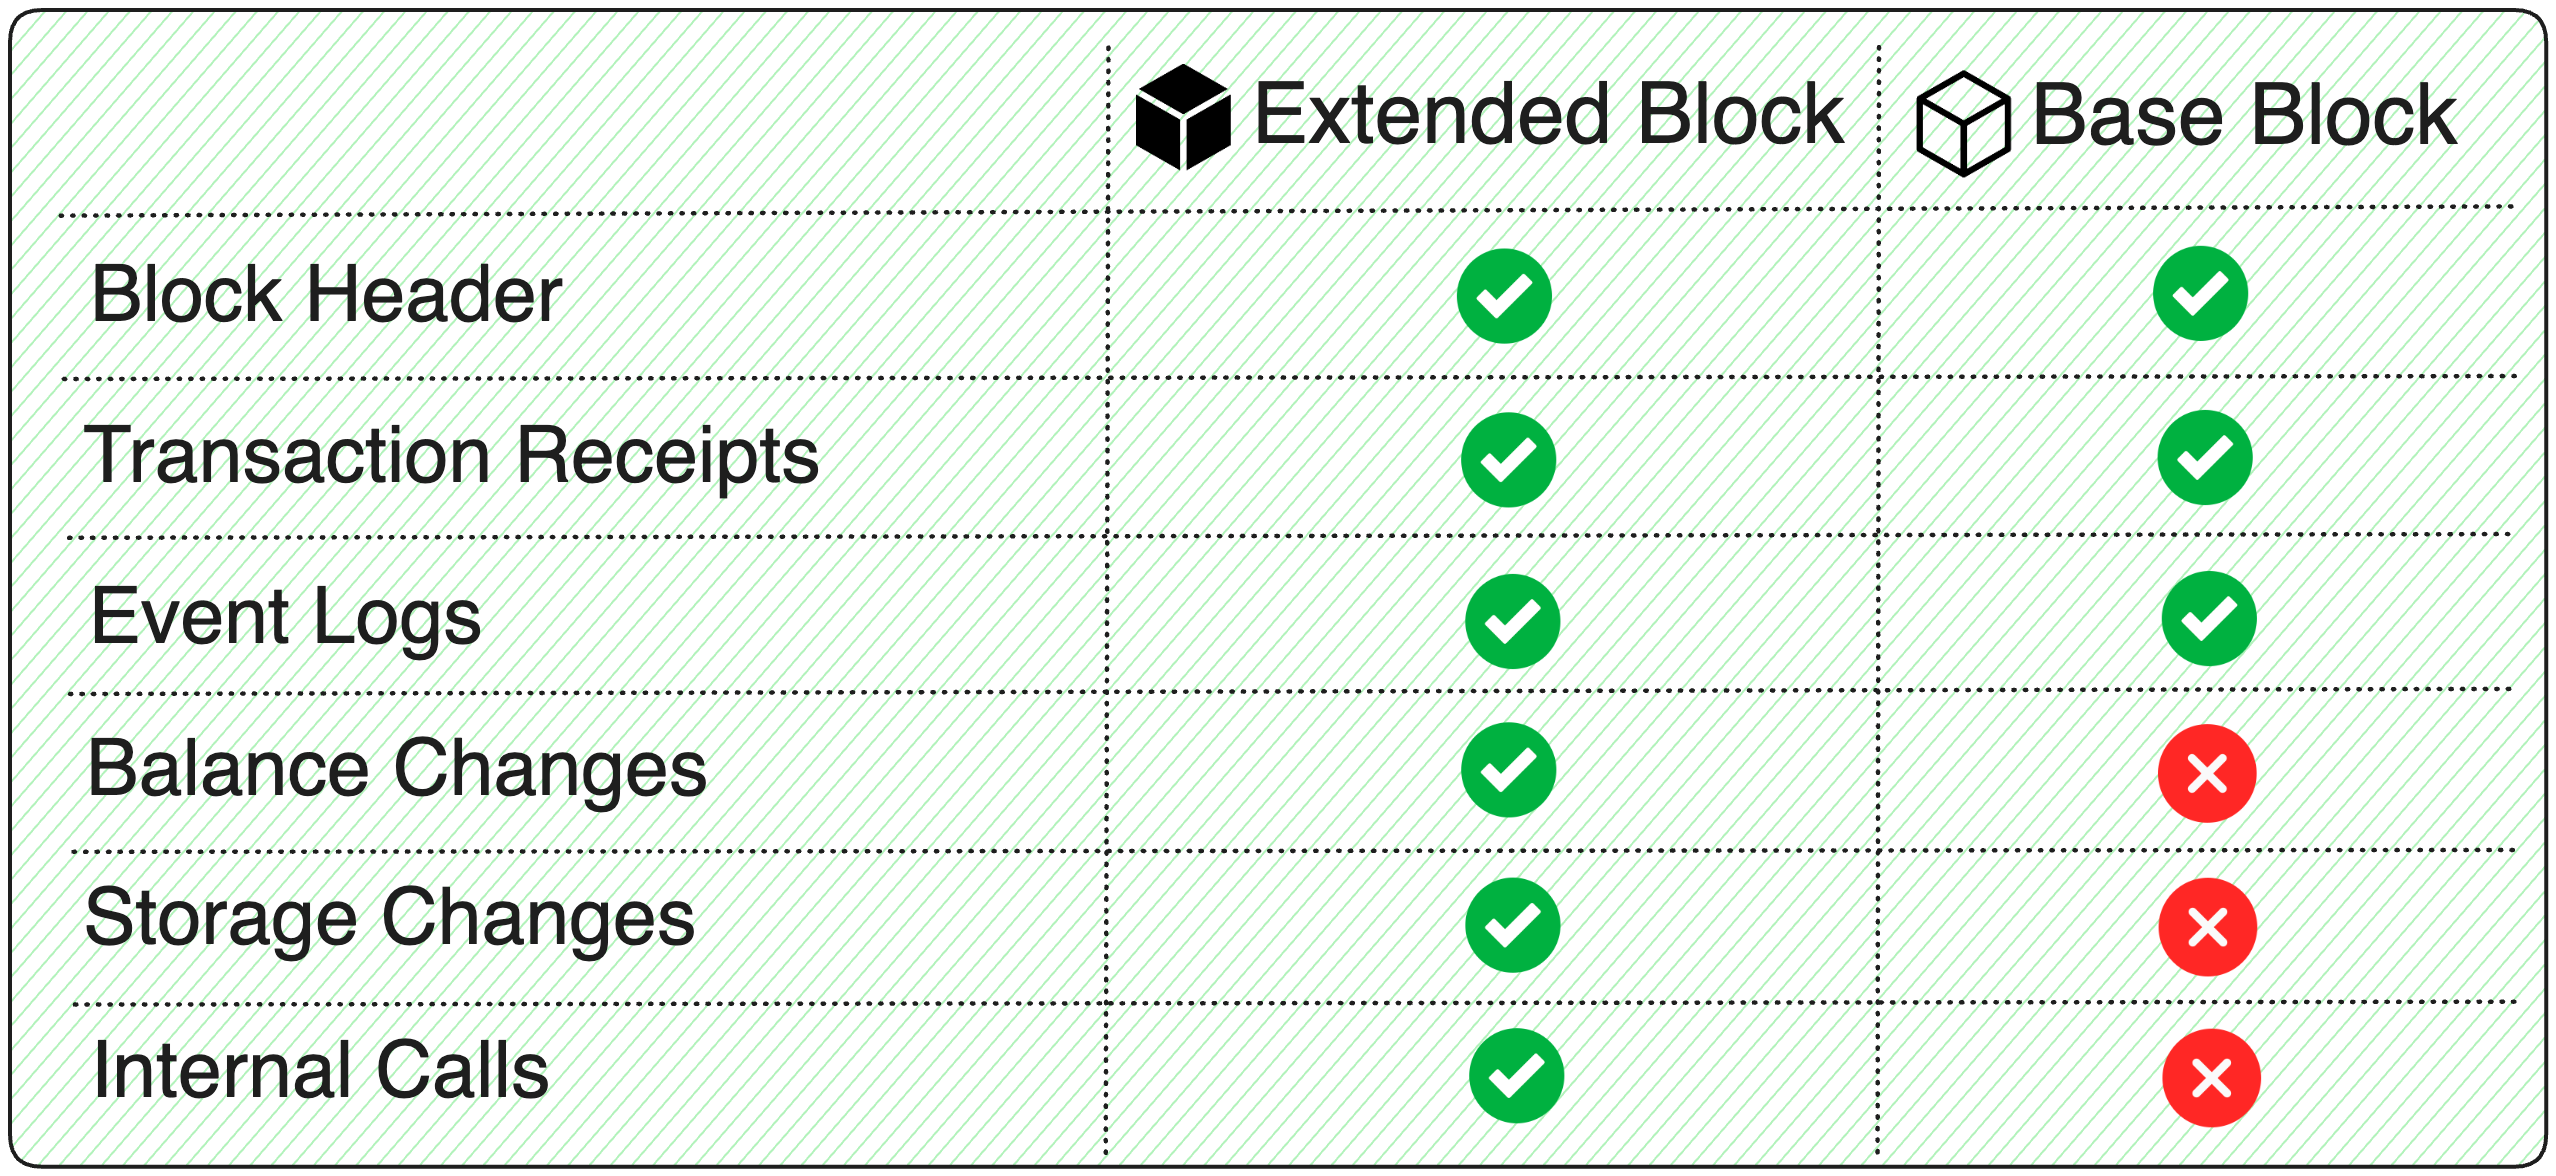 Extended Block
Base Block
Block Header
Transaction Receipts
Event Logs
Balance Changes
Storage Changes
Internal Calls